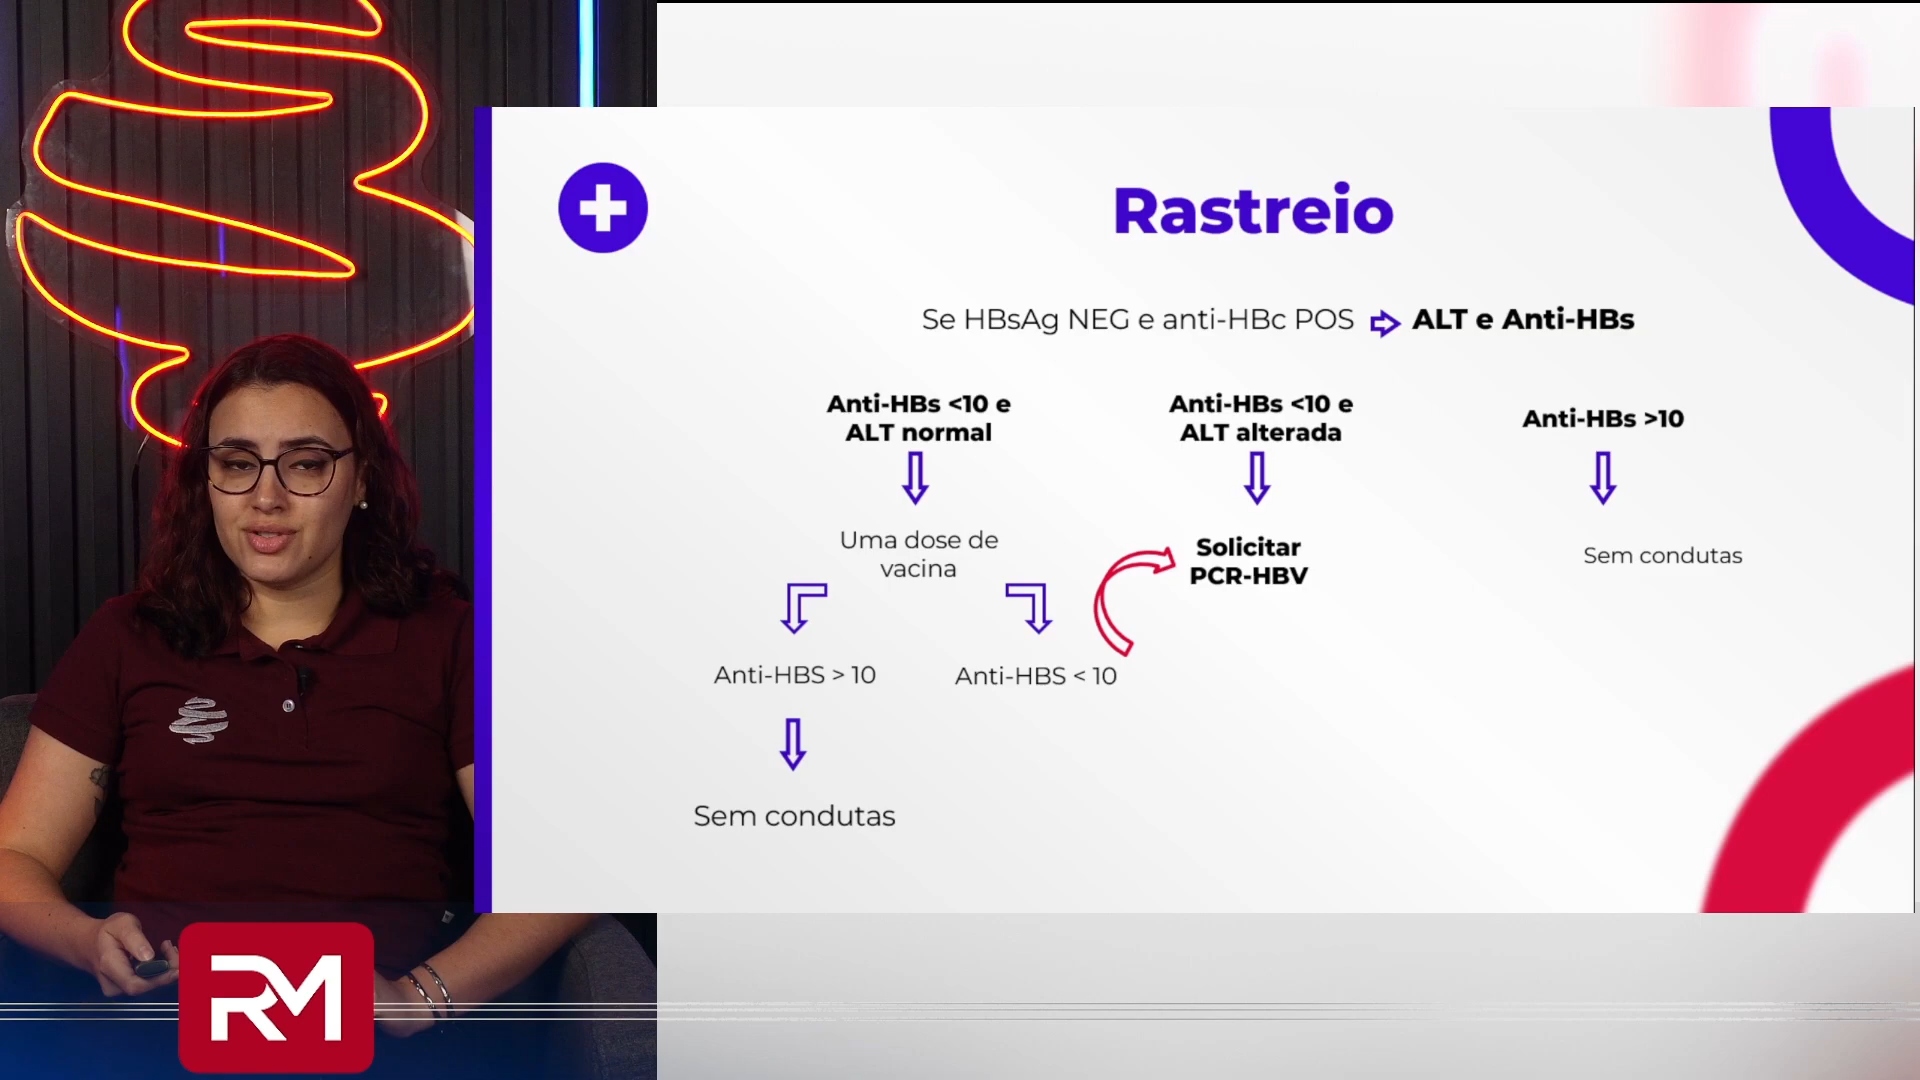 Rastreio
Se HBsAg NEG e anti-HBc POS ALT e Anti-HBs
Anti-HBs <10 e
ALT normal
Anti-HBs <10 e
ALT alterada
Anti-HBs >10
Uma dose de
vacina
Solicitar
PCR-HBV
Sem condutas
Anti-HBS > 10
Anti-HBS < 10
Sem condutas
RM